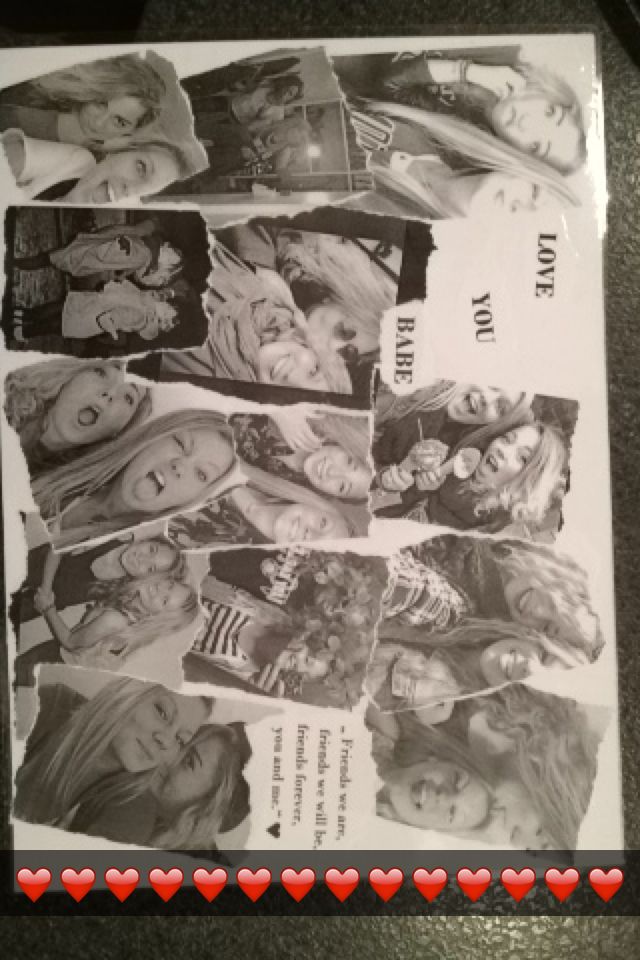 LOVE
YOU
BABE
„ Friends we are,
friends we will be,
friends forever,
you and me.“ ♥
❤❤❤❤❤❤❤❤❤❤❤❤❤❤